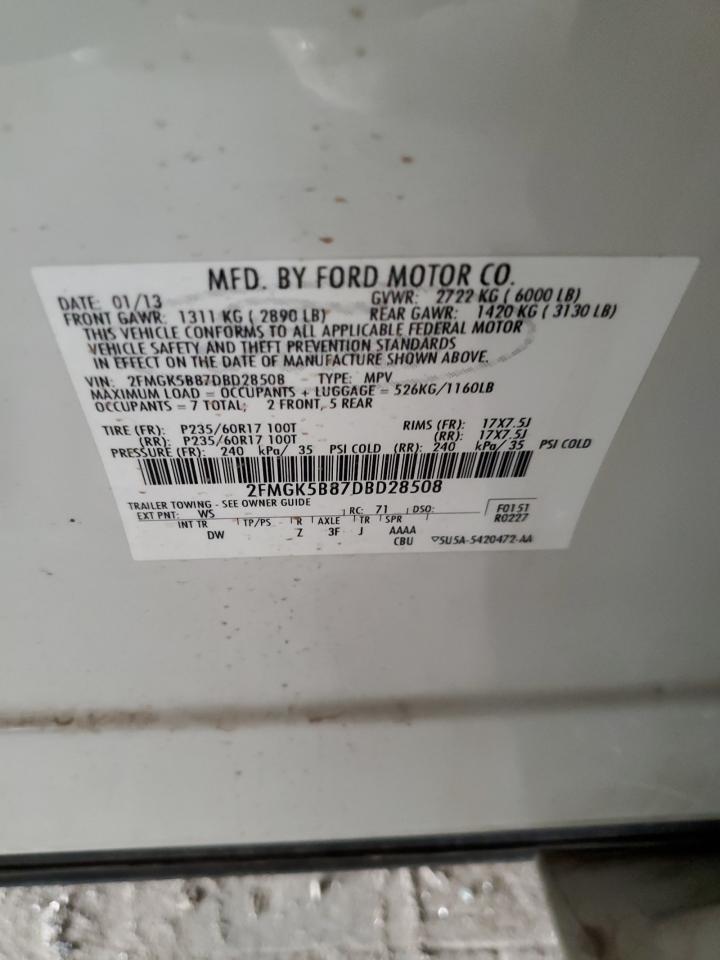 MFD. BY FORD MOTOR CO.
DATE: 01/13 GVWR: 2722 KG ( 6000 LB)
FRONT GAWR: 1311 KG ( 2890 LB) REAR GAWR: 1420 KG ( 3130 LB)
THIS VEHICLE CONFORMS TO ALL APPLICABLE FEDERAL MOTOR
VEHICLE SAFETY AND THEFT PREVENTION STANDARDS
IN EFFECT ON THE DATE OF MANUFACTURE SHOWN ABOVE.
VIN: 2FMGK5B87DBD28508 TYPE: MPV
MAXIMUM LOAD = OCCUPANTS + LUGGAGE = 526KG/1160LB
OCCUPANTS = 7 TOTAL; 2 FRONT, 5 REAR
TIRE (FR): P235/60R17 100T RIMS (FR): 17X7.5J
(RR): P235/60R17 100T (RR): 17X7.5J
PRESSURE (FR): 240 kPa/ 35 PSI COLD (RR): 240 kPa/ 35 PSI COLD
2FMGK5B87DBD28508
TRAILER TOWING - SEE OWNER GUIDE
EXT PNT: WS RC: 71 DSO: F0151
INT TR TP/PS R AXLE TR SPR R0227
DW Z 3F J AAAA
CBU 5U5A-5420472-AA